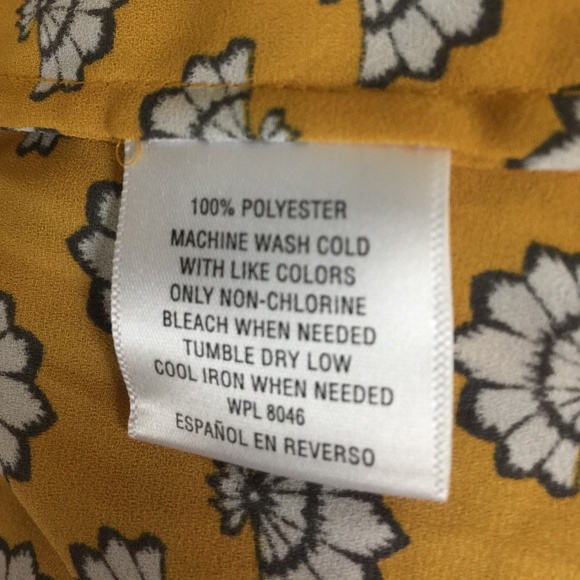 100% POLYESTER
MACHINE WASH COLD
WITH LIKE COLORS
ONLY NON-CHLORINE
BLEACH WHEN NEEDED
TUMBLE DRY LOW
COOL IRON WHEN NEEDED
WPL 8046
ESPAÑOL EN REVERSO